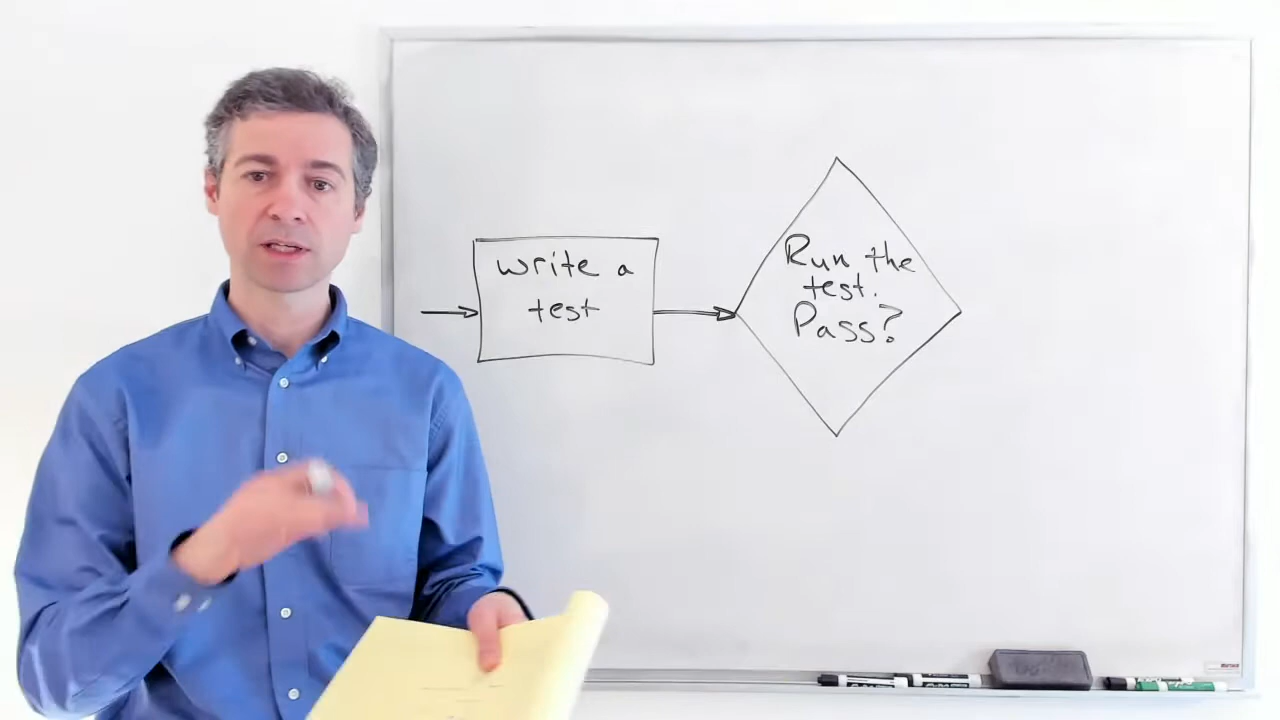 Write a
test
Run the
test.
Pass?